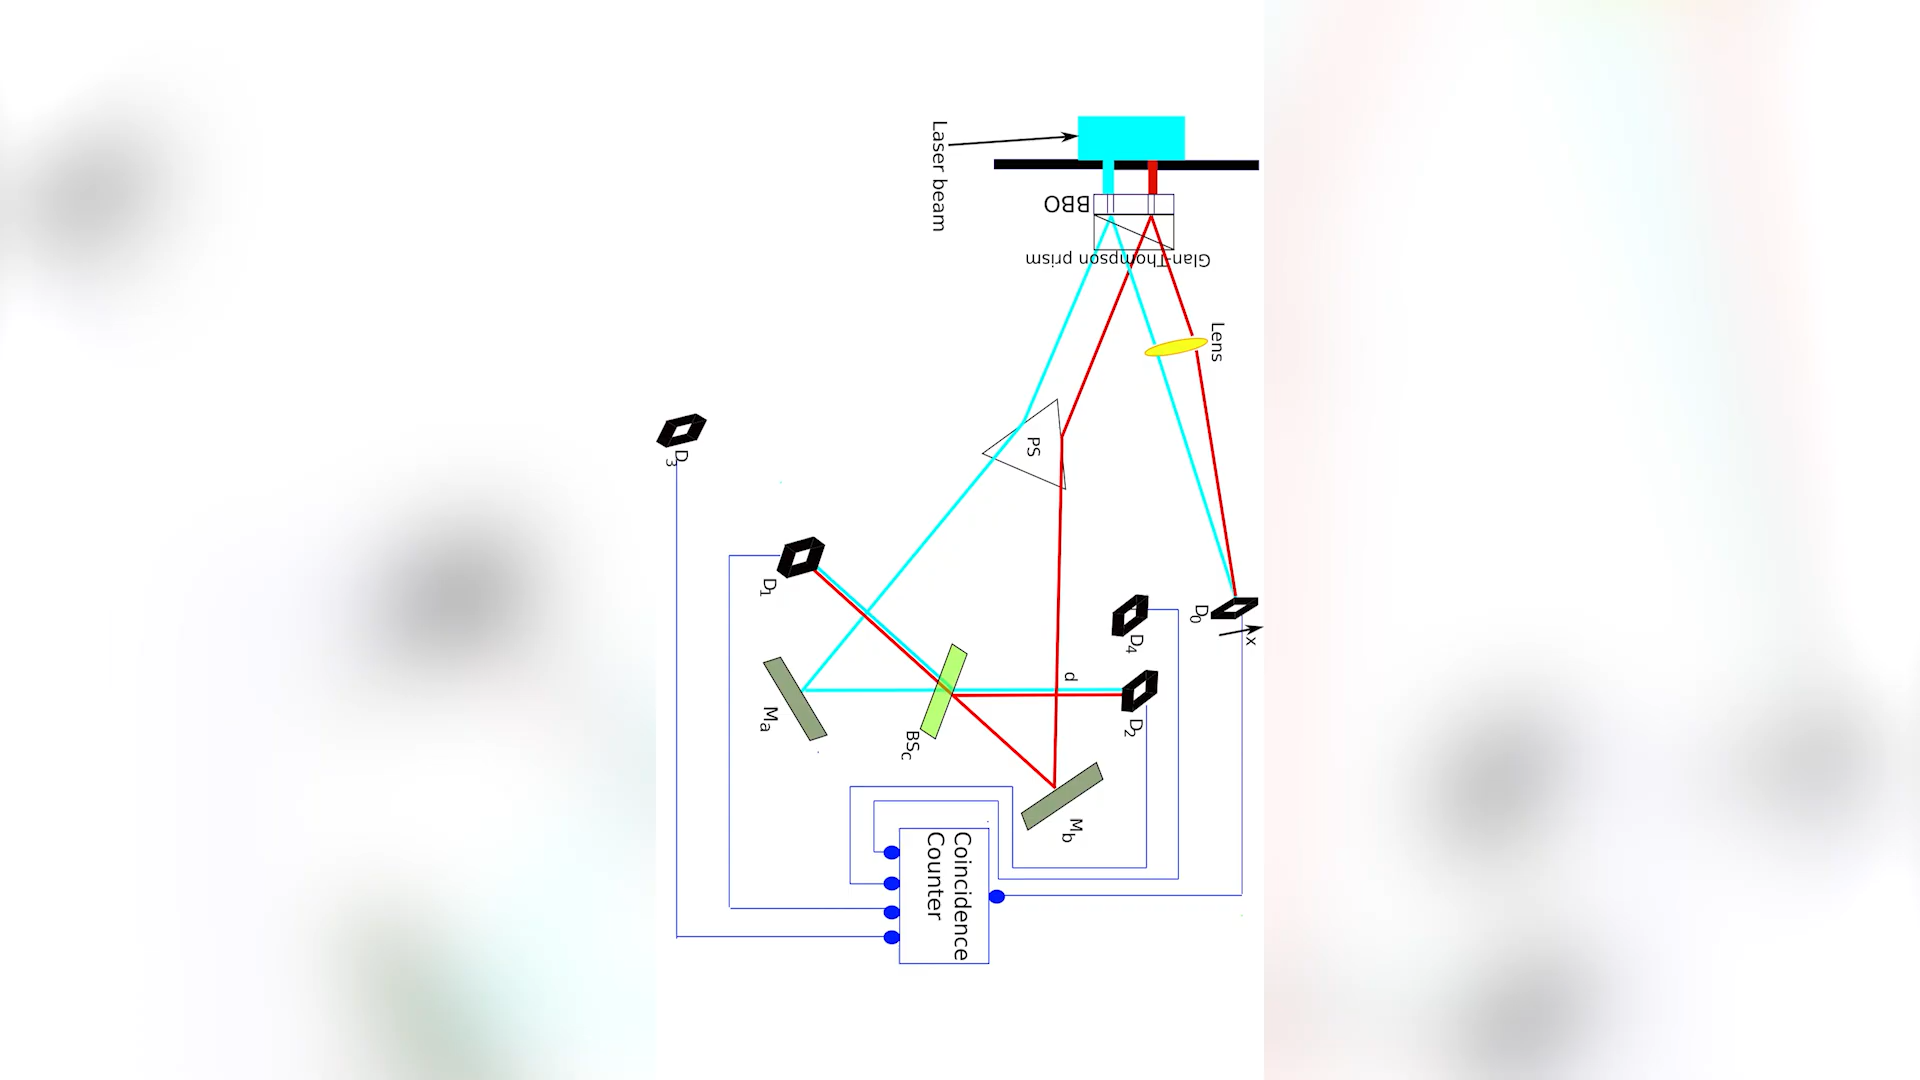 Laser beam
BBO
Glan-Thompson prism
Lens
PS
D3
D1
D0
x
D4
d
D2
Ma
BSc
Mb
Coincidence
Counter